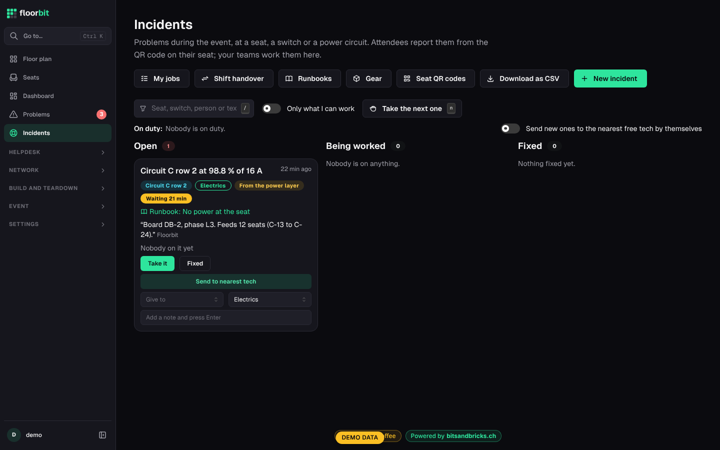 floorbit
Go to...
Ctrl K
Floor plan
Seats
Dashboard
Problems
3
Incidents
HELPDESK
NETWORK
BUILD AND TEARDOWN
EVENT
SETTINGS
D
demo
Incidents
Problems during the event, at a seat, a switch or a power circuit. Attendees report them from the
QR code on their seat; your teams work them here.
My jobs
Shift handover
Runbooks
Gear
Seat QR codes
Download as CSV
New incident
Seat, switch, person or tex
/
Only what I can work
Take the next one
n
On duty: Nobody is on duty.
Send new ones to the nearest free tech by themselves
Open 1
Circuit C row 2 at 98.8 % of 16 A
22 min ago
Circuit C row 2
Electrics
From the power layer
Waiting 21 min
Runbook: No power at the seat
“Board DB-2, phase L3. Feeds 12 seats (C-13 to C-
24).” Floorbit
Nobody on it yet
Take it
Fixed
Send to nearest tech
Give to
Electrics
Add a note and press Enter
Being worked 0
Nobody is on anything.
Fixed 0
Nothing fixed yet.
DEMO DATA
ffee
Powered by bitsandbricks.ch